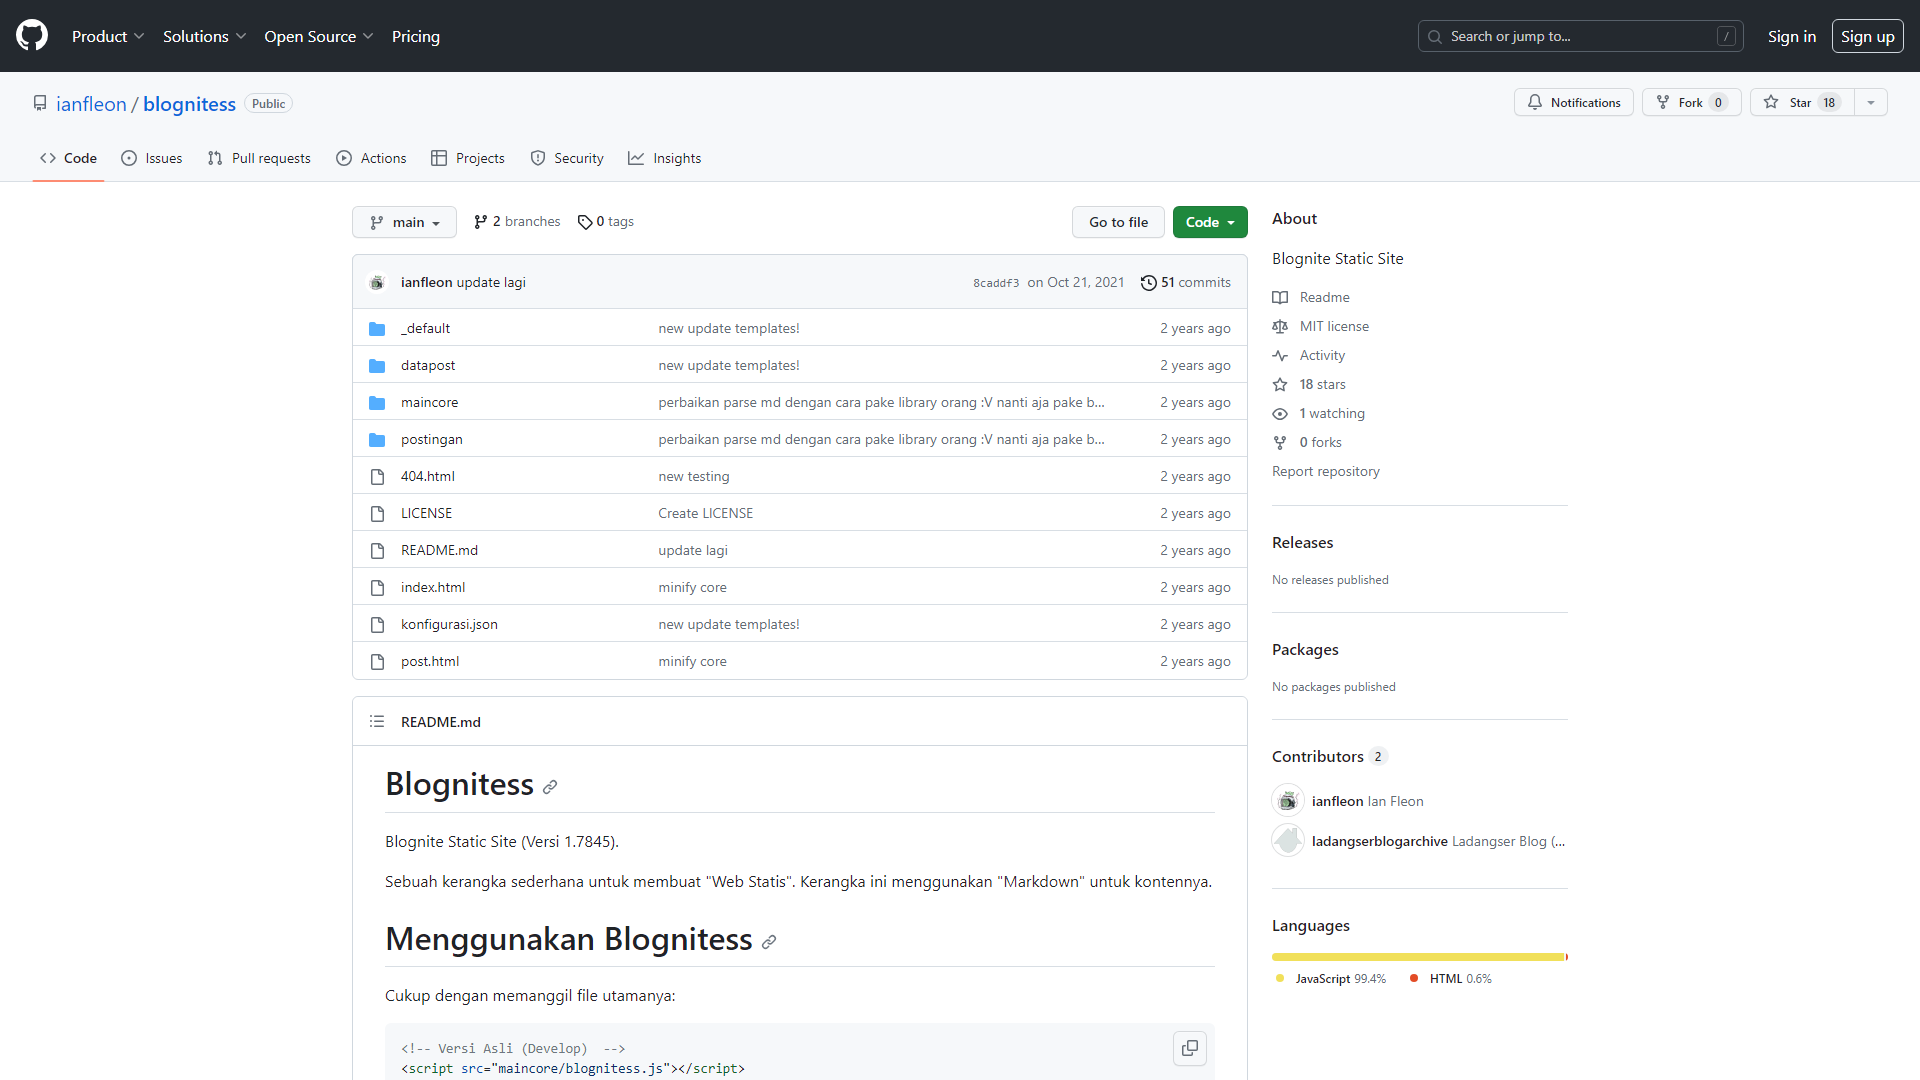 Product Solutions Open Source Pricing Search or jump to... / Sign in Sign up
ianfleon / blognitess Public Notifications Fork 0 Star 18
Code Issues Pull requests Actions Projects Security Insights
main 2 branches 0 tags Go to file Code
ianfleon update lagi 8caddf3 on Oct 21, 2021 51 commits
_default new update templates! 2 years ago
datapost new update templates! 2 years ago
maincore perbaikan parse md dengan cara pake library orang :V nanti aja pake b... 2 years ago
postingan perbaikan parse md dengan cara pake library orang :V nanti aja pake b... 2 years ago
404.html new testing 2 years ago
LICENSE Create LICENSE 2 years ago
README.md update lagi 2 years ago
index.html minify core 2 years ago
konfigurasi.json new update templates! 2 years ago
post.html minify core 2 years ago
README.md
Blognitess
Blognite Static Site (Versi 1.7845).
Sebuah kerangka sederhana untuk membuat "Web Statis". Kerangka ini menggunakan "Markdown" untuk kontennya.
Menggunakan Blognitess
Cukup dengan memanggil file utamanya:
<!-- Versi Asli (Develop)  -->
<script src="maincore/blognitess.js"></script>
About
Blognite Static Site
Readme
MIT license
Activity
18 stars
1 watching
0 forks
Report repository
Releases
No releases published
Packages
No packages published
Contributors 2
ianfleon Ian Fleon
ladangserblogarchive Ladangser Blog (...
Languages
JavaScript 99.4% HTML 0.6%